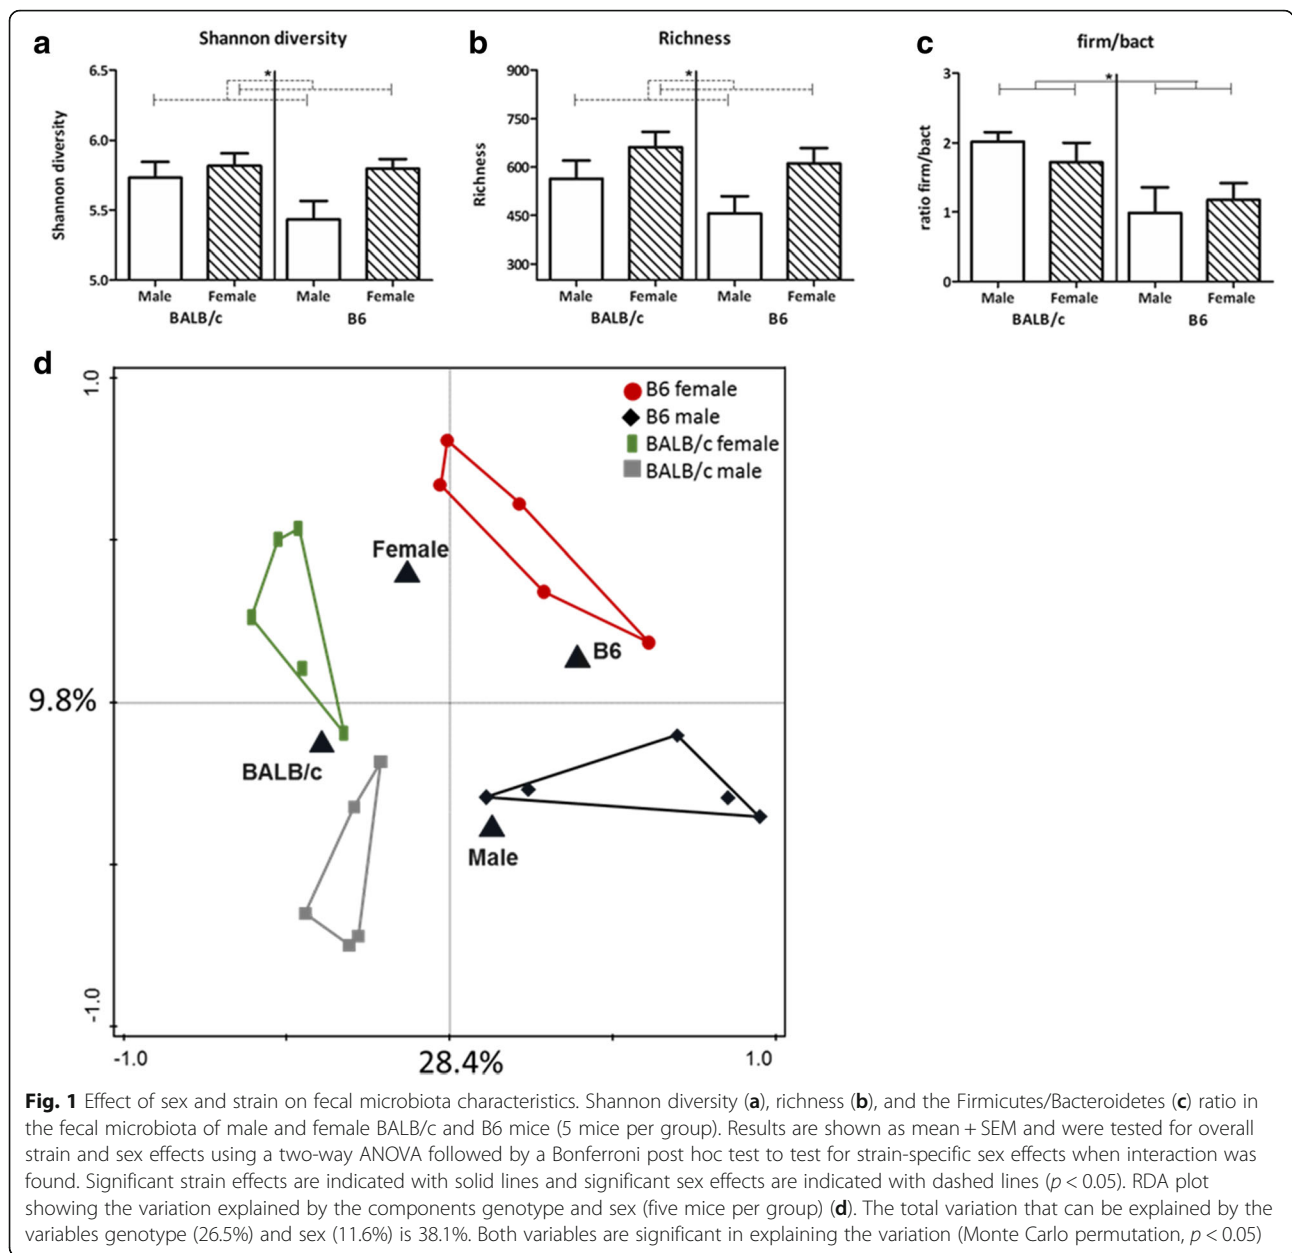 a
Shannon diversity
6.5
6.0
5.5
5.0
Shannon diversity
*
Male Female Male Female
BALB/c B6
b
Richness
900
750
600
450
300
Richness
*
Male Female Male Female
BALB/c B6
c
firm/bact
3
2
1
0
ratio firm/bact
*
Male Female Male Female
BALB/c B6
d
1.0
B6 female
B6 male
BALB/c female
BALB/c male
Female
B6
9.8%
BALB/c
Male
-1.0
-1.0 28.4% 1.0
Fig. 1 Effect of sex and strain on fecal microbiota characteristics. Shannon diversity (a), richness (b), and the Firmicutes/Bacteroidetes (c) ratio in
the fecal microbiota of male and female BALB/c and B6 mice (5 mice per group). Results are shown as mean + SEM and were tested for overall
strain and sex effects using a two-way ANOVA followed by a Bonferroni post hoc test to test for strain-specific sex effects when interaction was
found. Significant strain effects are indicated with solid lines and significant sex effects are indicated with dashed lines (p < 0.05). RDA plot
showing the variation explained by the components genotype and sex (five mice per group) (d). The total variation that can be explained by the
variables genotype (26.5%) and sex (11.6%) is 38.1%. Both variables are significant in explaining the variation (Monte Carlo permutation, p < 0.05)